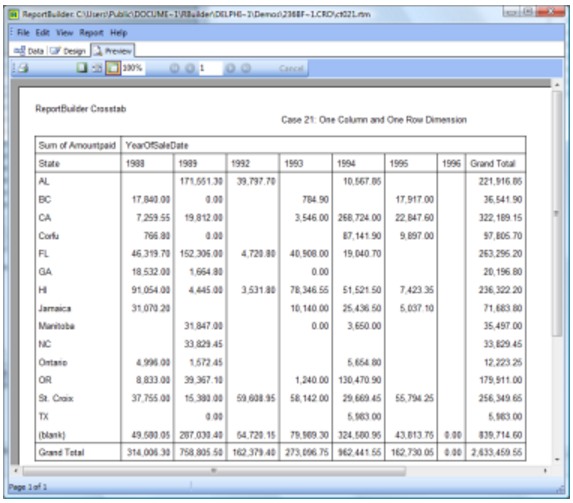 ReportBuilder: C:\Users\Public\DOCUME~1\RBuilder\DELPHI~1\Demos\2368F~1.CRO\ct021.rtm
File Edit View Report Help
Data Design Preview
100% 1 Cancel
ReportBuilder Crosstab
Case 21: One Column and One Row Dimension
Sum of Amountpaid YearOfSaleDate
State 1988 1989 1992 1993 1994 1995 1996 Grand Total
AL 171,551.30 39,797.70 10,567.85 221,916.85
BC 17,840.00 0.00 784.90 17,917.00 36,541.90
CA 7,259.55 19,812.00 3,546.00 268,724.00 22,847.60 322,189.15
Corfu 766.80 0.00 87,141.90 9,897.00 97,805.70
FL 46,319.70 152,306.00 4,720.80 40,908.00 19,040.70 263,295.20
GA 18,532.00 1,664.80 0.00 20,196.80
HI 91,054.00 4,445.00 3,531.80 78,346.55 51,521.50 7,423.35 236,322.20
Jamaica 31,070.20 10,140.00 25,436.50 5,037.10 71,683.80
Manitoba 31,847.00 0.00 3,650.00 35,497.00
NC 33,829.45 33,829.45
Ontario 4,996.00 1,572.45 5,654.80 12,223.25
OR 8,833.00 39,367.10 1,240.00 130,470.90 179,911.00
St. Croix 37,755.00 15,380.00 59,608.95 58,142.00 29,669.45 55,794.25 256,349.65
TX 0.00 5,983.00 5,983.00
(blank) 49,580.05 287,030.40 54,720.15 79,989.30 324,580.95 43,813.75 0.00 839,714.60
Grand Total 314,006.30 758,805.50 162,379.40 273,096.75 962,441.55 162,730.05 0.00 2,633,459.55
Page 1 of 1